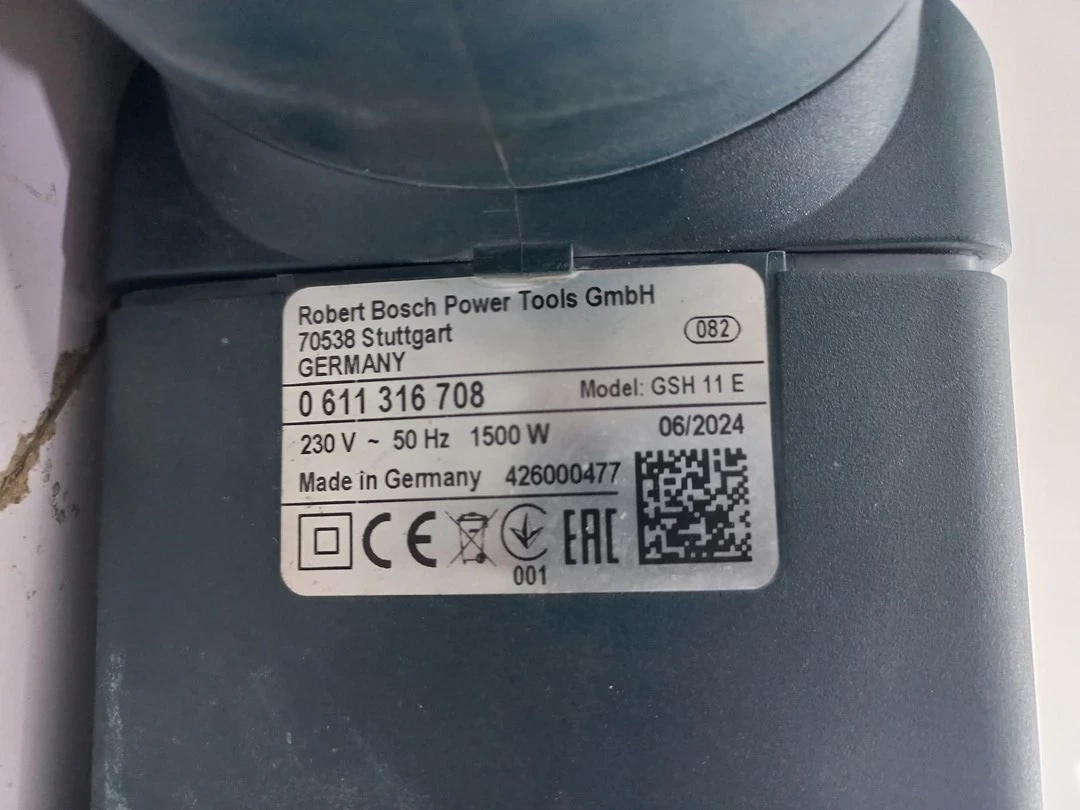 Robert Bosch Power Tools GmbH
70538 Stuttgart
082
GERMANY
0 611 316 708 Model: GSH 11 E
230 V ~ 50 Hz 1500 W 06/2024
Made in Germany 426000477
CE EAC
001